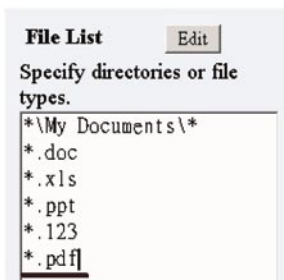 File List
Edit
Specify directories or file
types.
*\My Documents\*
*.doc
*.xls
*.ppt
*.123
*.pdf